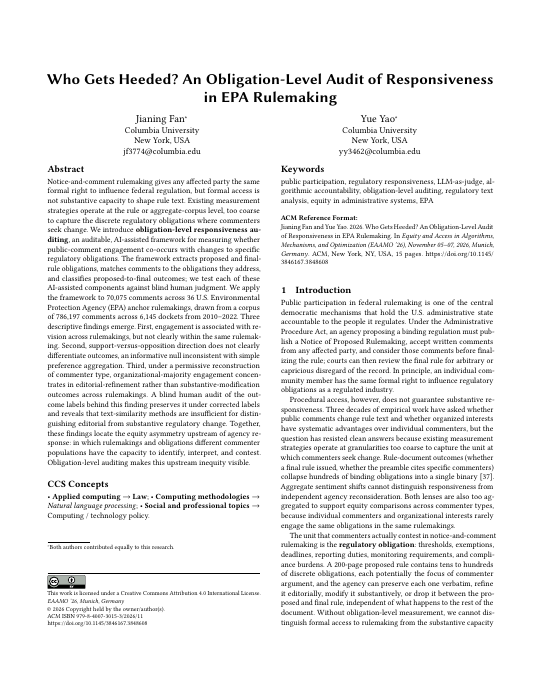 Who Gets Heeded? An Obligation-Level Audit of Responsiveness
in EPA Rulemaking
Jianing Fan*
Columbia University
New York, USA
jf3774@columbia.edu
Yue Yao*
Columbia University
New York, USA
yy3462@columbia.edu
Abstract
Notice-and-comment rulemaking gives any affected party the same
formal right to influence federal regulation, but formal access is
not substantive capacity to shape rule text. Existing measurement
strategies operate at the rule or aggregate-corpus level, too coarse
to capture the discrete regulatory obligations where commenters
seek change. We introduce obligation-level responsiveness au-
diting, an auditable, AI-assisted framework for measuring whether
public-comment engagement co-occurs with changes to specific
regulatory obligations. The framework extracts proposed and final-
rule obligations, matches comments to the obligations they address,
and classifies proposed-to-final outcomes; we test each of these
AI-assisted components against blind human judgment. We apply
the framework to 70,075 comments across 36 U.S. Environmental
Protection Agency (EPA) anchor rulemakings, drawn from a corpus
of 786,197 comments across 6,145 dockets from 2010–2022. Three
descriptive findings emerge. First, engagement is associated with re-
vision across rulemakings, but not clearly within the same rulemak-
ing. Second, support-versus-opposition direction does not clearly
differentiate outcomes, an informative null inconsistent with simple
preference aggregation. Third, under a permissive reconstruction
of commenter type, organizational-majority engagement concen-
trates in editorial-refinement rather than substantive-modification
outcomes across rulemakings. A blind human audit of the out-
come labels behind this finding preserves it under corrected labels
and reveals that text-similarity methods are insufficient for distin-
guishing editorial from substantive regulatory change. Together,
these findings locate the equity asymmetry upstream of agency re-
sponse: in which rulemakings and obligations different commenter
populations have the capacity to identify, interpret, and contest.
Obligation-level auditing makes this upstream inequity visible.
CCS Concepts
• Applied computing → Law; • Computing methodologies →
Natural language processing; • Social and professional topics →
Computing / technology policy.
*Both authors contributed equally to this research.
This work is licensed under a Creative Commons Attribution 4.0 International License.
EAAMO '26, Munich, Germany
© 2026 Copyright held by the owner/author(s).
ACM ISBN 979-8-4007-3015-3/2026/11
https://doi.org/10.1145/3846167.3848608
Keywords
public participation, regulatory responsiveness, LLM-as-judge, al-
gorithmic accountability, obligation-level auditing, regulatory text
analysis, equity in administrative systems, EPA
ACM Reference Format:
Jianing Fan and Yue Yao. 2026. Who Gets Heeded? An Obligation-Level Audit
of Responsiveness in EPA Rulemaking. In Equity and Access in Algorithms,
Mechanisms, and Optimization (EAAMO '26), November 05–07, 2026, Munich,
Germany. ACM, New York, NY, USA, 15 pages. https://doi.org/10.1145/
3846167.3848608
1 Introduction
Public participation in federal rulemaking is one of the central
democratic mechanisms that hold the U.S. administrative state
accountable to the people it regulates. Under the Administrative
Procedure Act, an agency proposing a binding regulation must pub-
lish a Notice of Proposed Rulemaking, accept written comments
from any affected party, and consider those comments before final-
izing the rule; courts can then review the final rule for arbitrary or
capricious disregard of the record. In principle, an individual com-
munity member has the same formal right to influence regulatory
obligations as a regulated industry.
Procedural access, however, does not guarantee substantive re-
sponsiveness. Three decades of empirical work have asked whether
public comments change rule text and whether organized interests
have systematic advantages over individual commenters, but the
question has resisted clean answers because existing measurement
strategies operate at granularities too coarse to capture the unit at
which commenters seek change. Rule-document outcomes (whether
a final rule issued, whether the preamble cites specific commenters)
collapse hundreds of binding obligations into a single binary [37].
Aggregate sentiment shifts cannot distinguish responsiveness from
independent agency reconsideration. Both lenses are also too ag-
gregated to support equity comparisons across commenter types,
because individual commenters and organizational interests rarely
engage the same obligations in the same rulemakings.
The unit that commenters actually contest in notice-and-comment
rulemaking is the regulatory obligation: thresholds, exemptions,
deadlines, reporting duties, monitoring requirements, and compli-
ance burdens. A 200-page proposed rule contains tens to hundreds
of discrete obligations, each potentially the focus of commenter
argument, and the agency can preserve each one verbatim, refine
it editorially, modify it substantively, or drop it between the pro-
posed and final rule, independent of what happens to the rest of the
document. Without obligation-level measurement, we cannot dis-
tinguish formal access to rulemaking from the substantive capacity